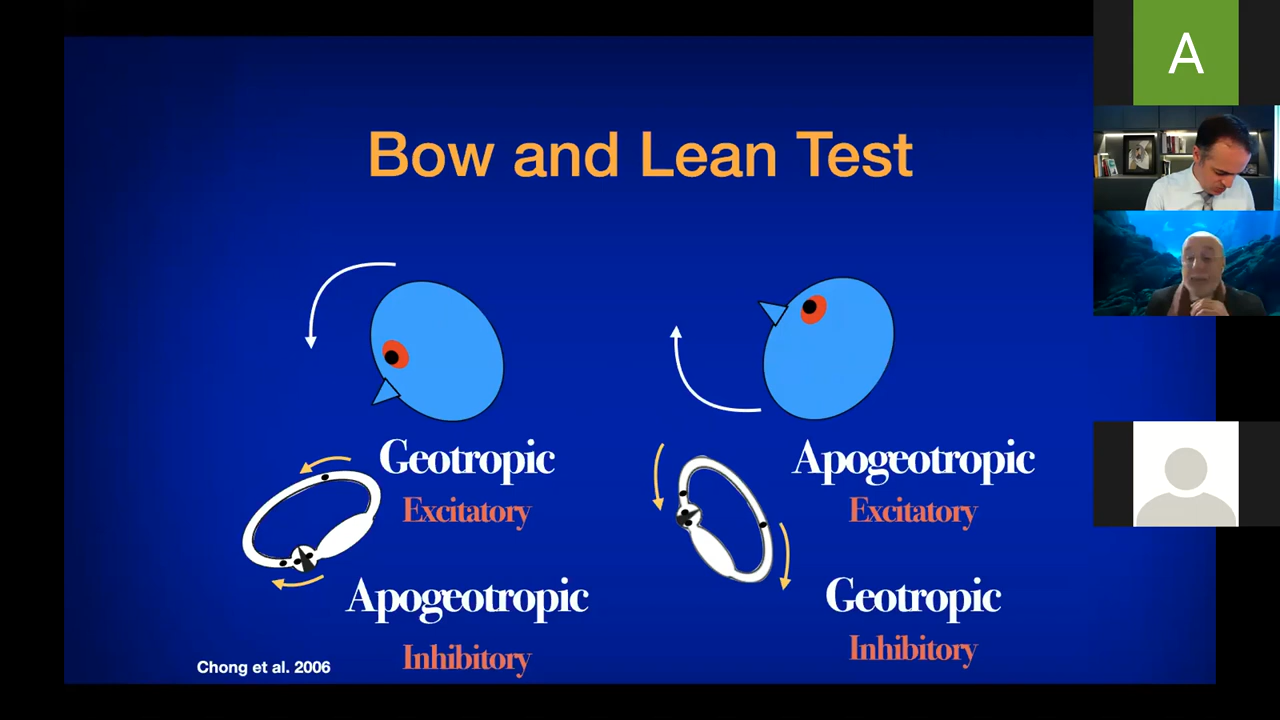 A
Bow and Lean Test
Geotropic
Excitatory
Apogeotropic
Inhibitory
Apogeotropic
Excitatory
Geotropic
Inhibitory
Chong et al. 2006